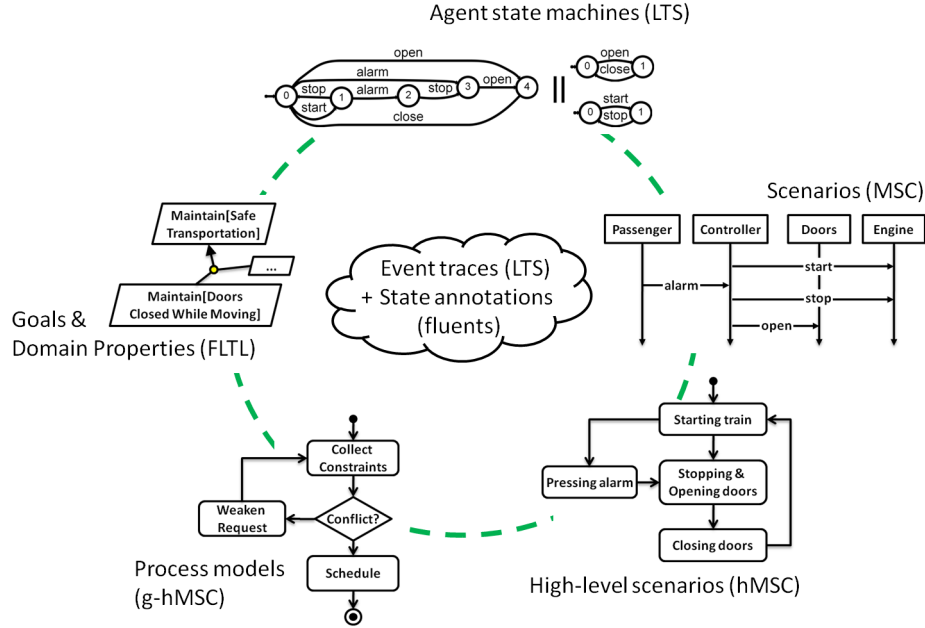 Agent state machines (LTS)
open
alarm
stop
alarm
stop
open
start
close
0
1
2
3
4
||
open
close
0
1
start
stop
0
1
Scenarios (MSC)
Passenger
Controller
Doors
Engine
start
alarm
stop
open
Maintain[Safe
Transportation]
...
Maintain[Doors
Closed While Moving]
Goals &
Domain Properties (FLTL)
Event traces (LTS)
+ State annotations
(fluents)
Collect
Constraints
Weaken
Request
Conflict?
Schedule
Process models
(g-hMSC)
Starting train
Pressing alarm
Stopping &
Opening doors
Closing doors
High-level scenarios (hMSC)